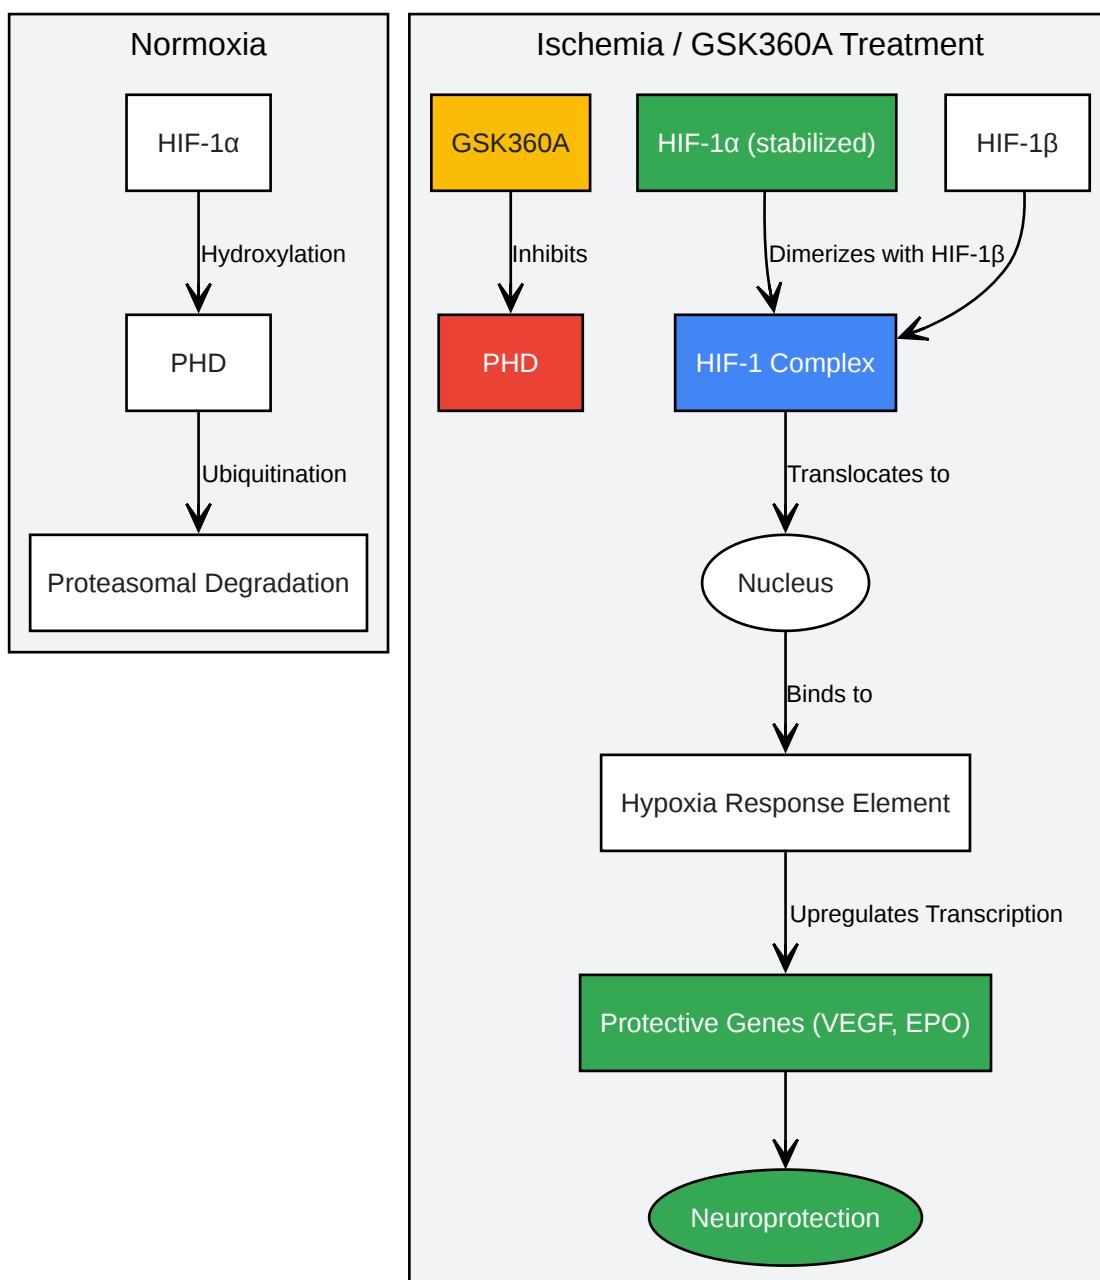 Normoxia
HIF-1α
Hydroxylation
PHD
Ubiquitination
Proteasomal Degradation
Ischemia / GSK360A Treatment
GSK360A
HIF-1α (stabilized)
HIF-1β
Inhibits
Dimerizes with HIF-1β
PHD
HIF-1 Complex
Translocates to
Nucleus
Binds to
Hypoxia Response Element
Upregulates Transcription
Protective Genes (VEGF, EPO)
Neuroprotection